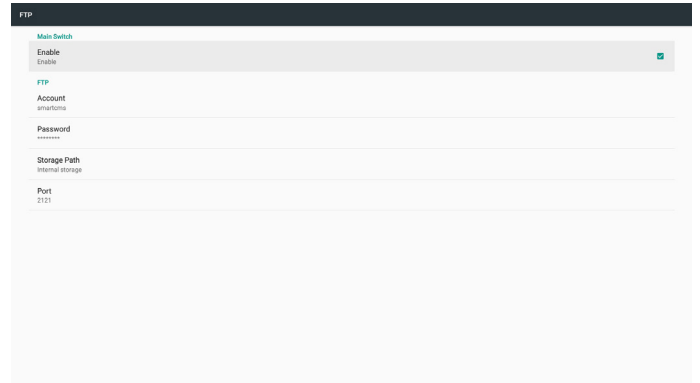 FTP
Main Switch
Enable
Enable
FTP
Account
smartcms
Password
********
Storage Path
Internal storage
Port
2121